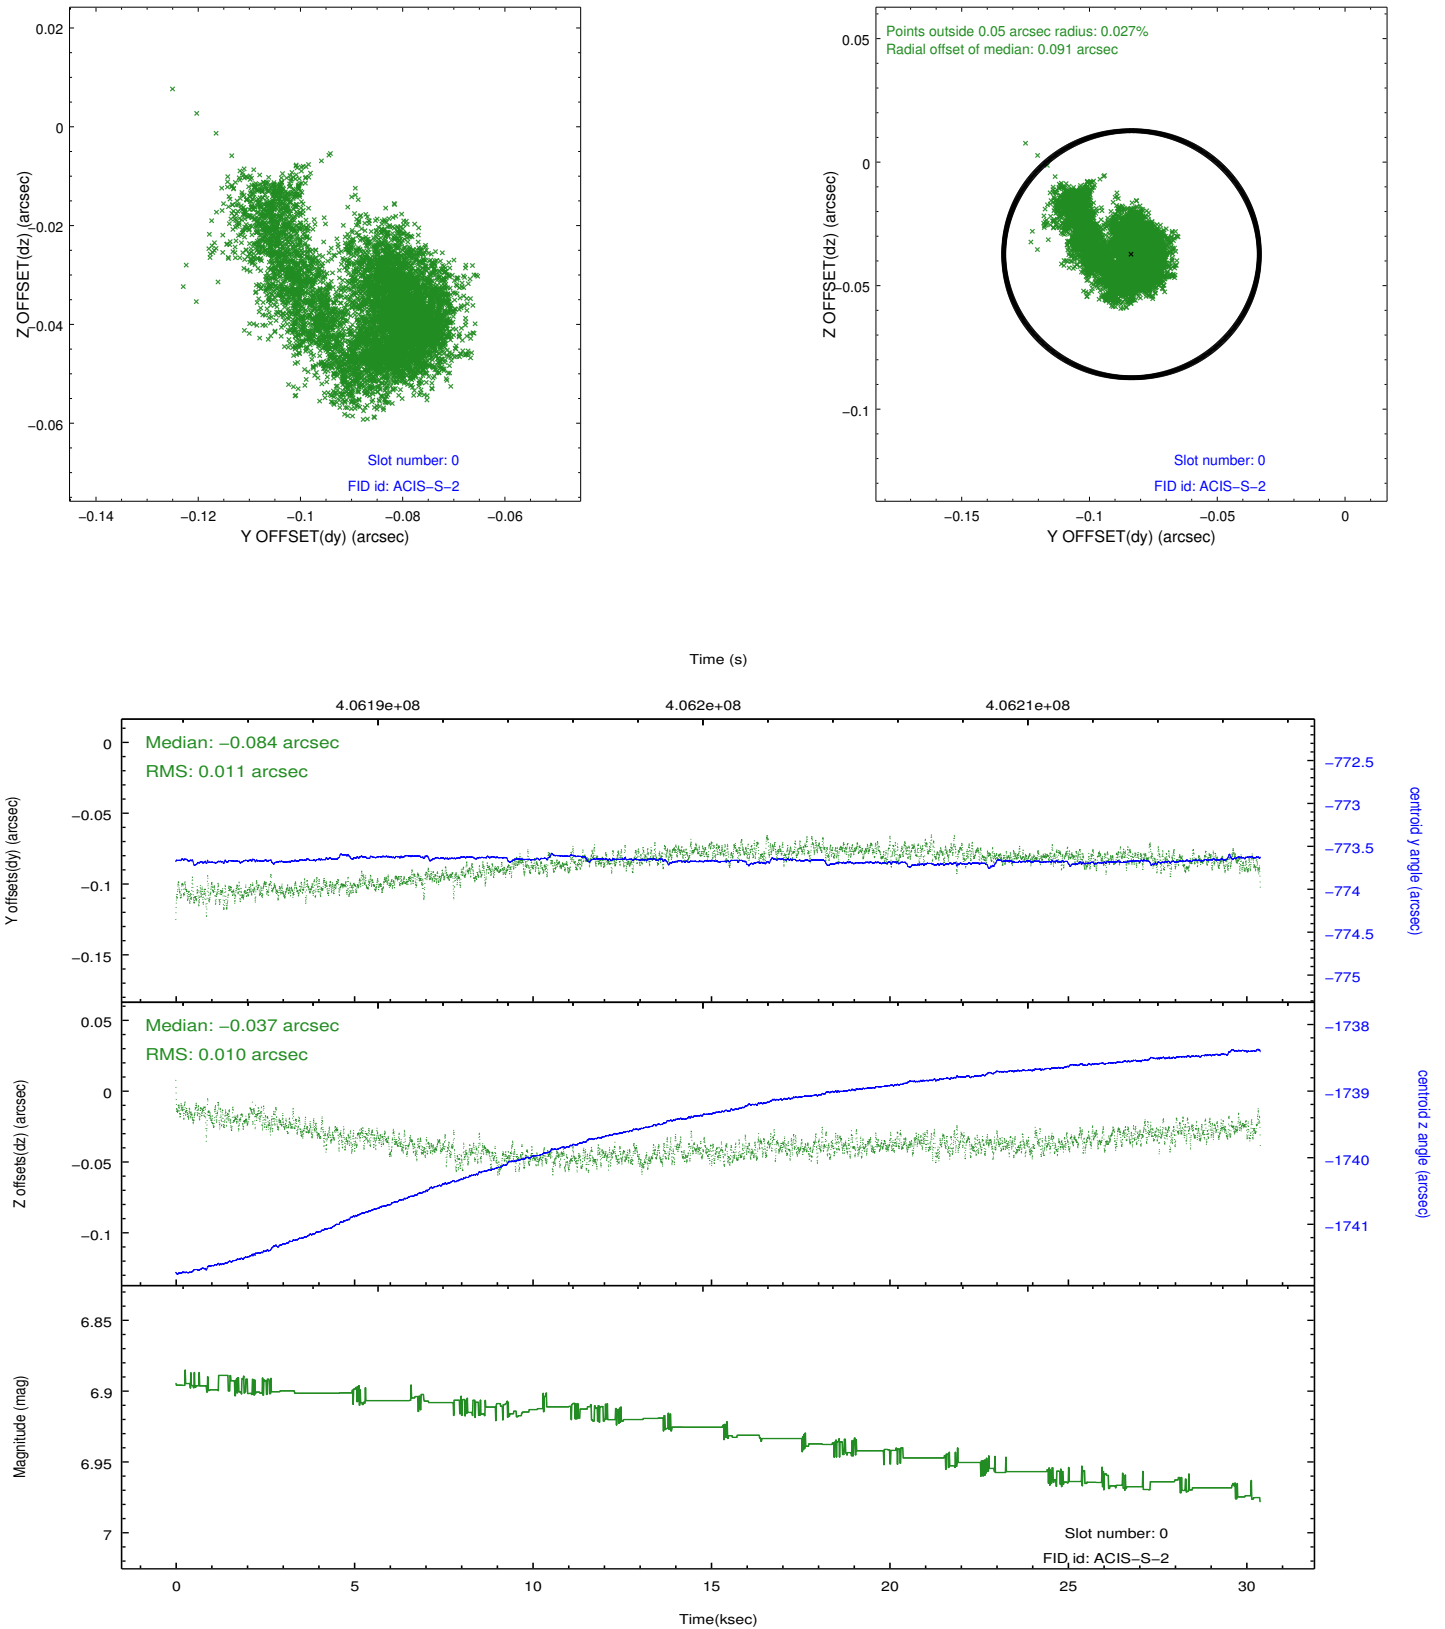 0.02
0
−0.02
−0.04
−0.06
Z OFFSET(dz) (arcsec)
Slot number: 0
FID id: ACIS−S−2
−0.14
−0.12
−0.1
−0.08
−0.06
Y OFFSET(dy) (arcsec)
Points outside 0.05 arcsec radius: 0.027%
Radial offset of median: 0.091 arcsec
0.05
0
−0.05
−0.1
Z OFFSET(dz) (arcsec)
Slot number: 0
FID id: ACIS−S−2
−0.15
−0.1
−0.05
0
Y OFFSET(dy) (arcsec)
Time (s)
4.0619e+08
4.062e+08
4.0621e+08
Median: −0.084 arcsec
RMS: 0.011 arcsec
0
−0.05
−0.1
−0.15
Y offsets(dy) (arcsec)
−772.5
−773
−773.5
−774
−774.5
−775
centroid y angle (arcsec)
Median: −0.037 arcsec
RMS: 0.010 arcsec
0.05
0
−0.05
−0.1
Z offsets(dz) (arcsec)
−1738
−1739
−1740
−1741
centroid z angle (arcsec)
6.85
6.9
6.95
7
Magnitude (mag)
Slot number: 0
FID id: ACIS−S−2
0
5
10
15
20
25
30
Time(ksec)